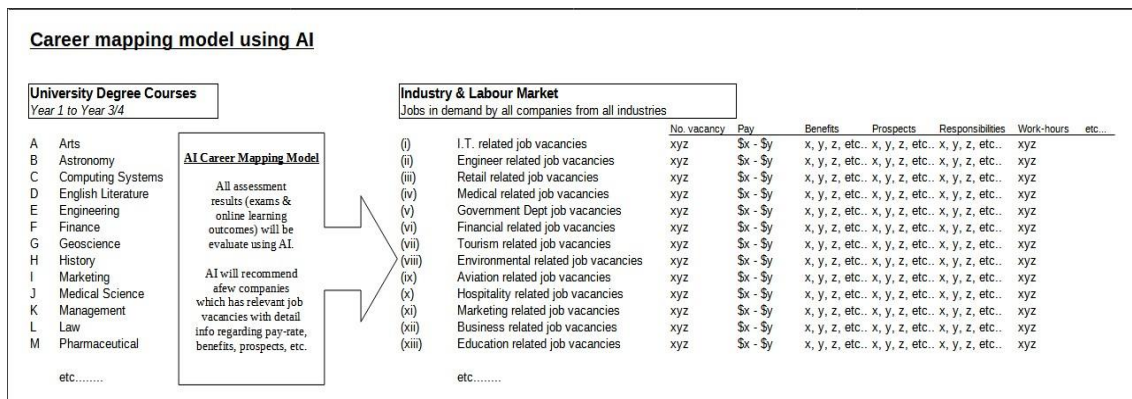 Career mapping model using AI
University Degree Courses
Year 1 to Year 3/4
A Arts
B Astronomy
C Computing Systems
D English Literature
E Engineering
F Finance
G Geoscience
H History
I Marketing
J Medical Science
K Management
L Law
M Pharmaceutical
etc........
AI Career Mapping Model
All assessment
results (exams &
online learning
outcomes) will be
evaluate using AI.
AI will recommend
afew companies
which has relevant job
vacancies with detail
info regarding pay-rate,
benefits, prospects, etc.
Industry & Labour Market
Jobs in demand by all companies from all industries
No. vacancy Pay Benefits Prospects Responsibilities Work-hours etc...
(i) I.T. related job vacancies xyz $x - $y x, y, z, etc.. x, y, z, etc.. x, y, z, etc.. xyz
(ii) Engineer related job vacancies xyz $x - $y x, y, z, etc.. x, y, z, etc.. x, y, z, etc.. xyz
(iii) Retail related job vacancies xyz $x - $y x, y, z, etc.. x, y, z, etc.. x, y, z, etc.. xyz
(iv) Medical related job vacancies xyz $x - $y x, y, z, etc.. x, y, z, etc.. x, y, z, etc.. xyz
(v) Government Dept job vacancies xyz $x - $y x, y, z, etc.. x, y, z, etc.. x, y, z, etc.. xyz
(vi) Financial related job vacancies xyz $x - $y x, y, z, etc.. x, y, z, etc.. x, y, z, etc.. xyz
(vii) Tourism related job vacancies xyz $x - $y x, y, z, etc.. x, y, z, etc.. x, y, z, etc.. xyz
(viii) Environmental related job vacancies xyz $x - $y x, y, z, etc.. x, y, z, etc.. x, y, z, etc.. xyz
(ix) Aviation related job vacancies xyz $x - $y x, y, z, etc.. x, y, z, etc.. x, y, z, etc.. xyz
(x) Hospitality related job vacancies xyz $x - $y x, y, z, etc.. x, y, z, etc.. x, y, z, etc.. xyz
(xi) Marketing related job vacancies xyz $x - $y x, y, z, etc.. x, y, z, etc.. x, y, z, etc.. xyz
(xii) Business related job vacancies xyz $x - $y x, y, z, etc.. x, y, z, etc.. x, y, z, etc.. xyz
(xiii) Education related job vacancies xyz $x - $y x, y, z, etc.. x, y, z, etc.. x, y, z, etc.. xyz
etc........